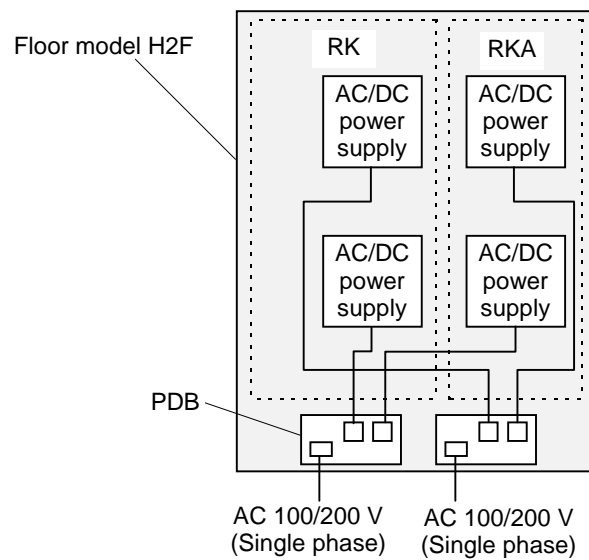 Floor model H2F
RK
RKA
AC/DC
power
supply
AC/DC
power
supply
AC/DC
power
supply
AC/DC
power
supply
PDB
AC 100/200 V
(Single phase)
AC 100/200 V
(Single phase)